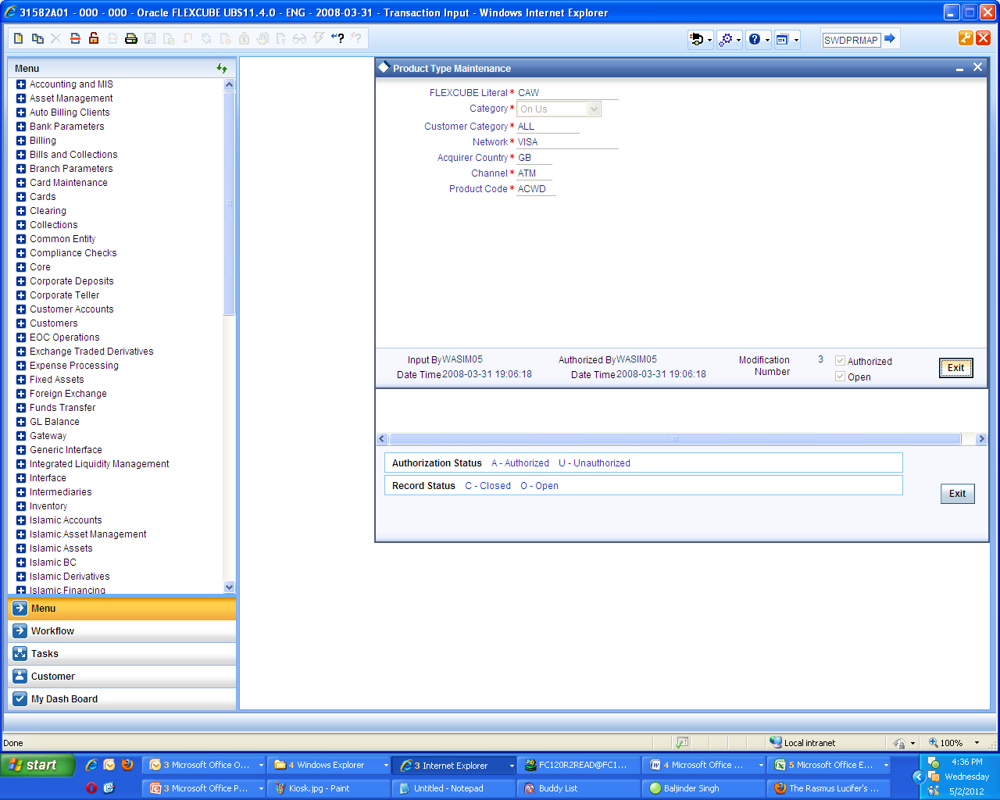 31582A01 - 000 - 000 - Oracle FLEXCUBE UBS11.4.0 - ENG - 2008-03-31 - Transaction Input - Windows Internet Explorer
SWDPRMAP
Menu
Accounting and MIS
Asset Management
Auto Billing Clients
Bank Parameters
Billing
Bills and Collections
Branch Parameters
Card Maintenance
Cards
Clearing
Collections
Common Entity
Compliance Checks
Core
Corporate Deposits
Corporate Teller
Customer Accounts
Customers
EOC Operations
Exchange Traded Derivatives
Expense Processing
Fixed Assets
Foreign Exchange
Funds Transfer
GL Balance
Gateway
Generic Interface
Integrated Liquidity Management
Interface
Intermediaries
Inventory
Islamic Accounts
Islamic Asset Management
Islamic Assets
Islamic BC
Islamic Derivatives
Islamic Financing
Menu
Workflow
Tasks
Customer
My Dash Board
Product Type Maintenance
FLEXCUBE Literal * CAW
Category * On Us
Customer Category * ALL
Network * VISA
Acquirer Country * GB
Channel * ATM
Product Code * ACWD
Input By WASIM05 Authorized By WASIM05 Modification Number 3 Authorized
Date Time 2008-03-31 19:06:18 Date Time 2008-03-31 19:06:18 Open
Exit
Authorization Status A - Authorized U - Unauthorized
Record Status C - Closed O - Open
Exit
Done Local intranet 100%
start 3 Microsoft Office O... 4 Windows Explorer 3 Internet Explorer FC120R2READ@FC1... 4 Microsoft Office ... 5 Microsoft Office E... 4:36 PM
Wednesday
3 Microsoft Office P... Kiosk.jpg - Paint Untitled - Notepad Buddy List Baljinder Singh The Rasmus Lucifer's ... 5/2/2012